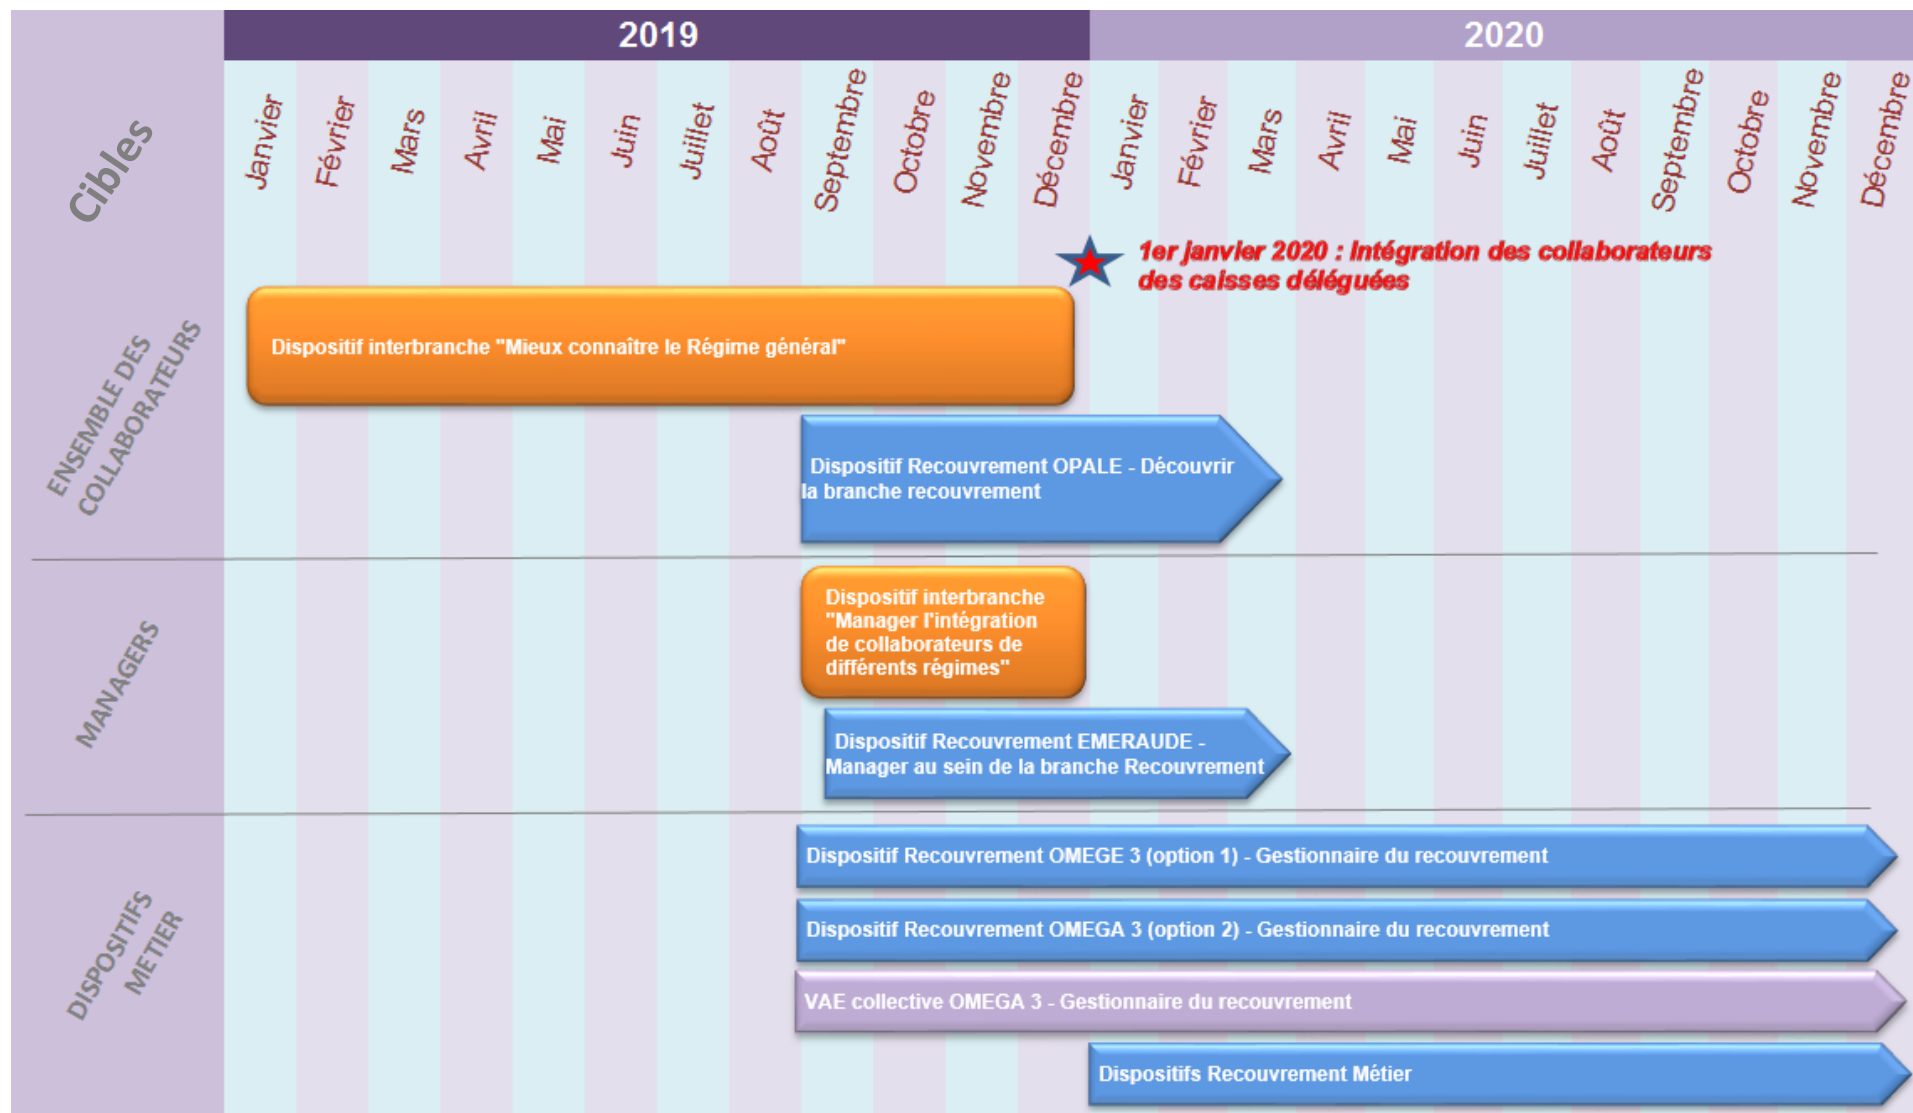 2019
2020
Cibles
Janvier
Février
Mars
Avril
Mai
Juin
Juillet
Août
Septembre
Octobre
Novembre
Décembre
Janvier
Février
Mars
Avril
Mai
Juin
Juillet
Août
Septembre
Octobre
Novembre
Décembre
1er janvier 2020 : Intégration des collaborateurs
des caisses déléguées
ENSEMBLE DES
COLLABORATEURS
Dispositif interbranche "Mieux connaître le Régime général"
Dispositif Recouvrement OPALE - Découvrir
la branche recouvrement
MANAGERS
Dispositif interbranche
"Manager l'intégration
de collaborateurs de
différents régimes"
Dispositif Recouvrement EMERAUDE -
Manager au sein de la branche Recouvrement
DISPOSITIFS
METIER
Dispositif Recouvrement OMEGE 3 (option 1) - Gestionnaire du recouvrement
Dispositif Recouvrement OMEGA 3 (option 2) - Gestionnaire du recouvrement
VAE collective OMEGA 3 - Gestionnaire du recouvrement
Dispositifs Recouvrement Métier